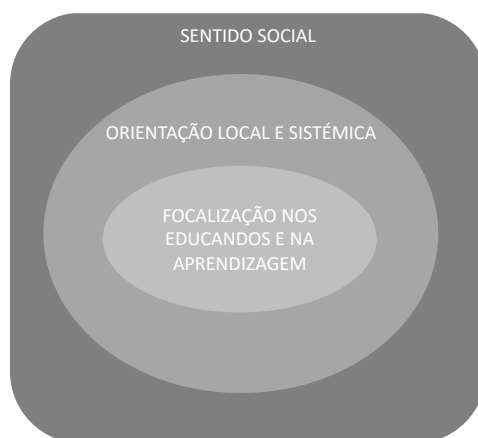 SENTIDO SOCIAL
ORIENTAÇÃO LOCAL E SISTÉMICA
FOCALIZAÇÃO NOS
EDUCANDOS E NA
APRENDIZAGEM